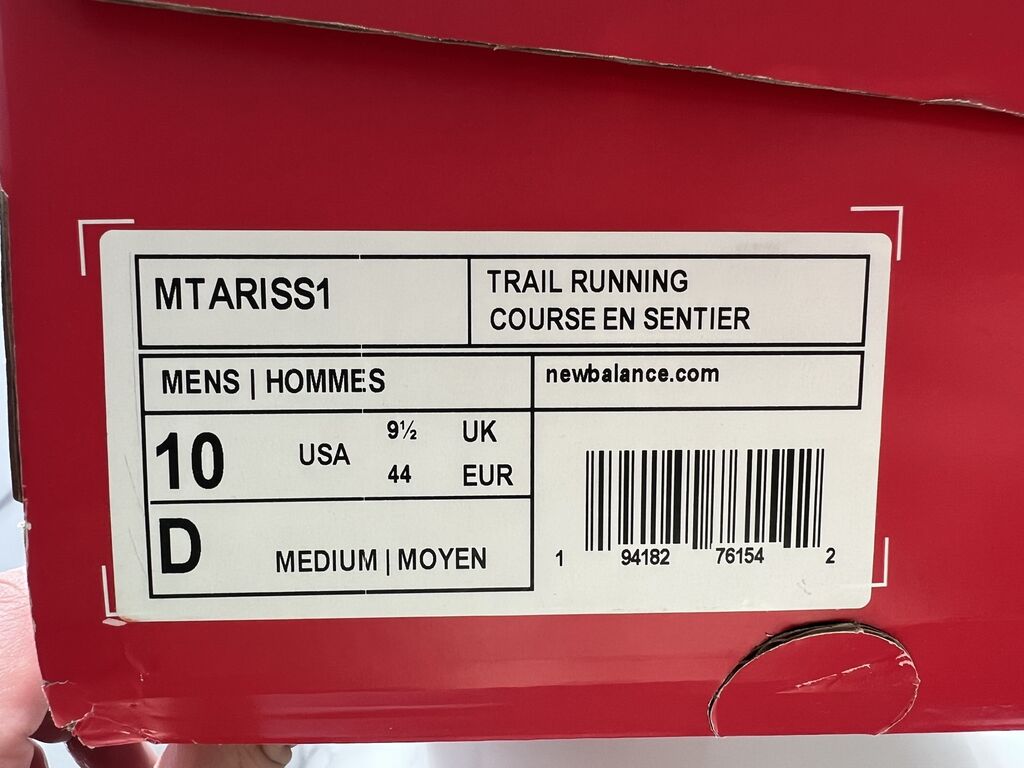 MTARISS1
TRAIL RUNNING
COURSE EN SENTIER
MENS | HOMMES
newbalance.com
10 USA 9½ UK
44 EUR
D MEDIUM | MOYEN
1 94182 76154 2